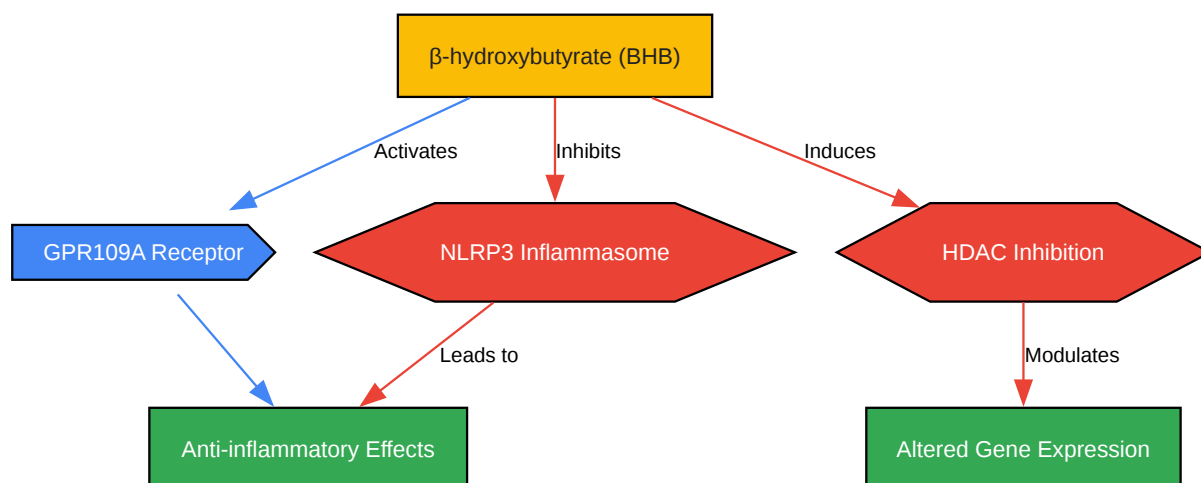 β-hydroxybutyrate (BHB)
Activates
Inhibits
Induces
GPR109A Receptor
NLRP3 Inflammasome
HDAC Inhibition
Leads to
Modulates
Anti-inflammatory Effects
Altered Gene Expression